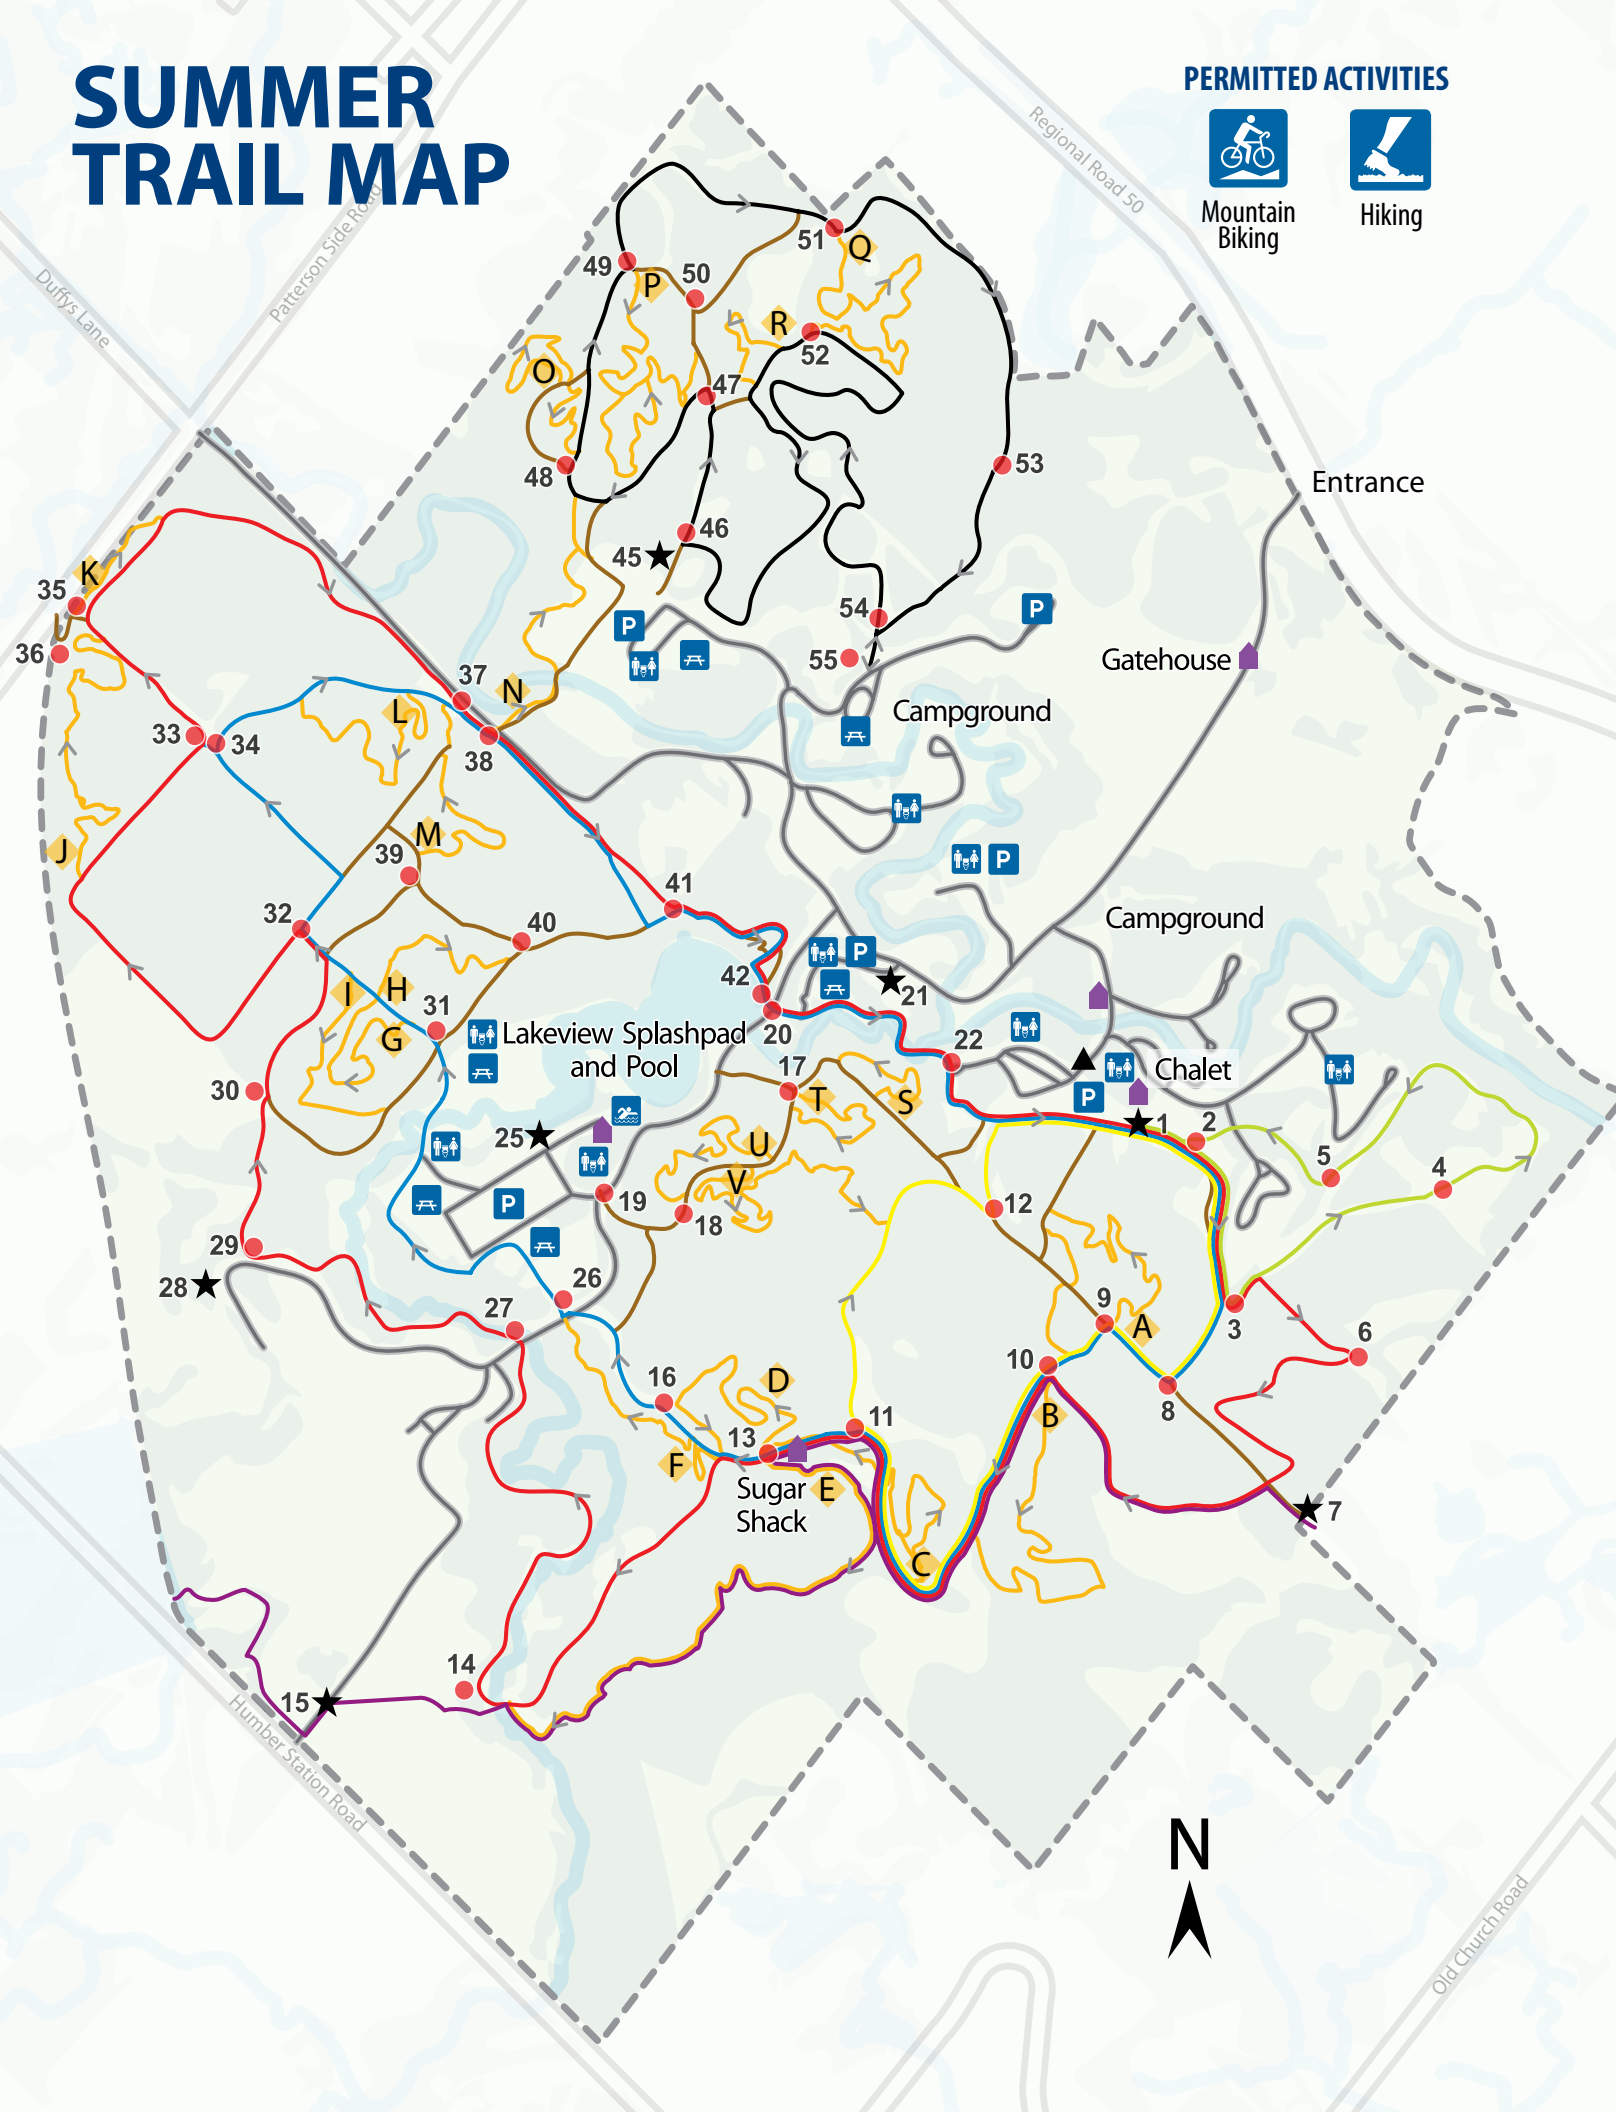 SUMMER
TRAIL MAP
PERMITTED ACTIVITIES
Mountain
Biking
Hiking
Regional Road 50
Patterson Side Road
Duffys Lane
51
Q
49
P
50
R
52
O
47
48
53
Entrance
46
45
K
35
36
P
54
P
55
Gatehouse
37
N
L
Campground
33
34
38
M
39
J
P
41
32
40
Campground
P
42
21
I
H
31
G
Lakeview Splashpad
and Pool
20
22
17
Chalet
30
T
S
P
1
2
25
U
5
4
V
P
19
18
12
29
28
26
27
9
A
3
6
10
16
D
8
B
11
13
F
Sugar
Shack
E
7
C
14
15
Humber Station Road
N
Old Church Road